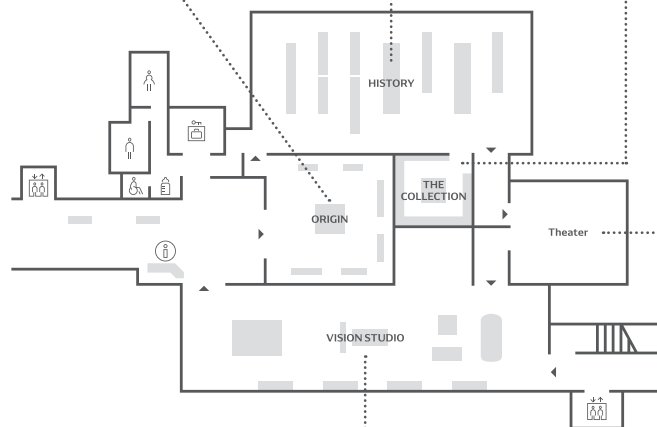 HISTORY
THE
COLLECTION
ORIGIN
Theater
VISION STUDIO